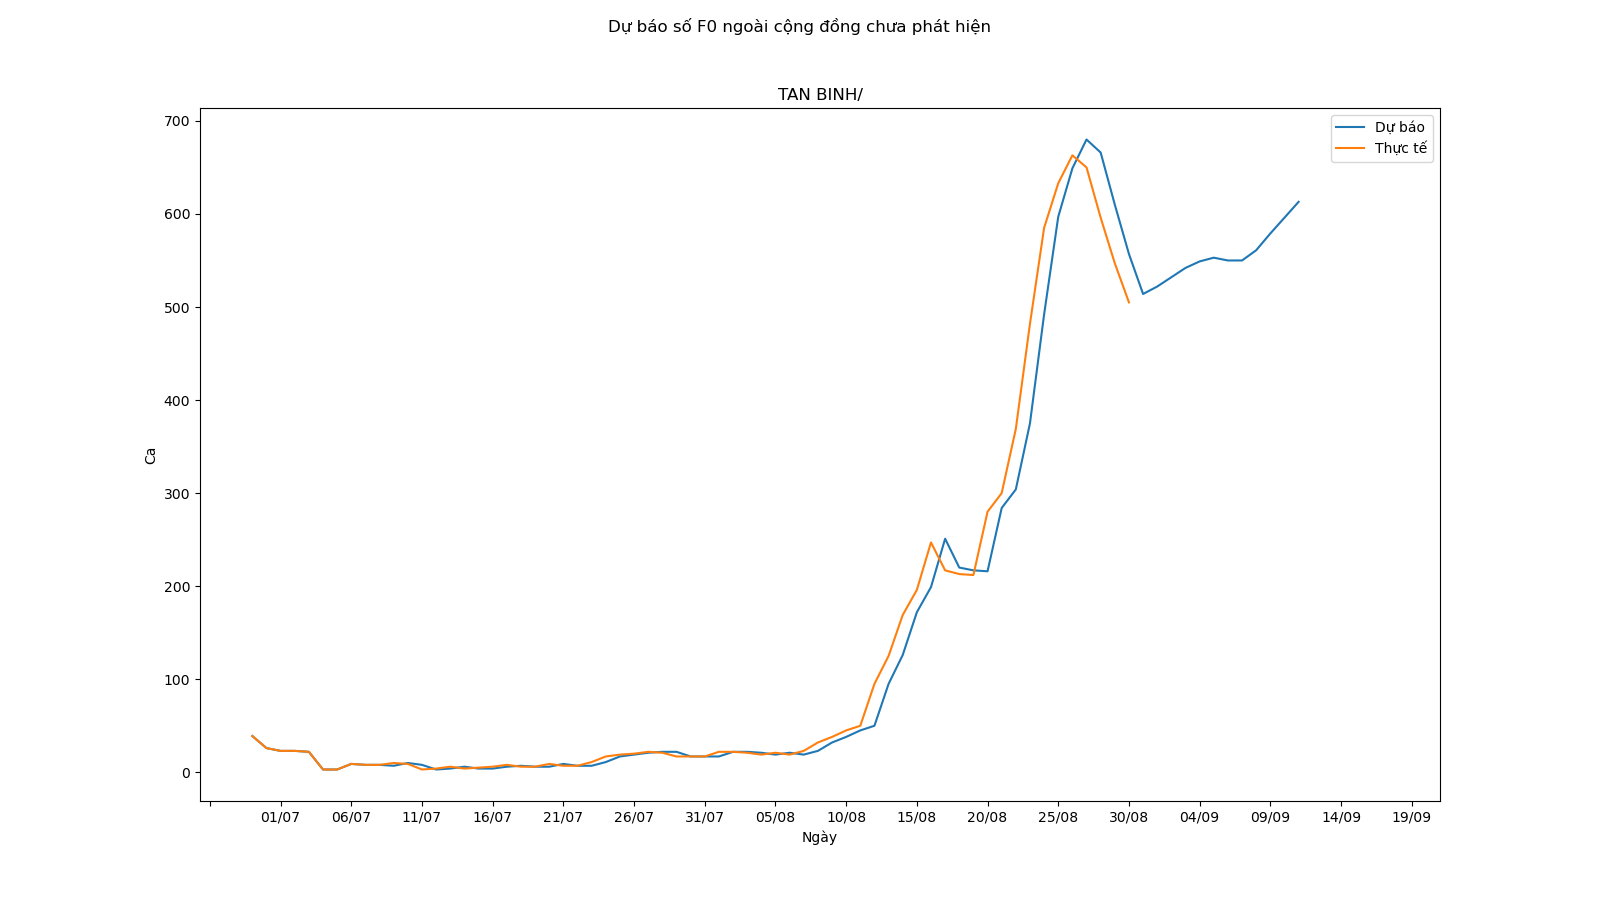 Dự báo số F0 ngoài cộng đồng chưa phát hiện
TAN BINH/
Dự báo
Thực tế
700
600
500
400
300
200
100
0
Ca
01/07 06/07 11/07 16/07 21/07 26/07 31/07 05/08 10/08 15/08 20/08 25/08 30/08 04/09 09/09 14/09 19/09
Ngày